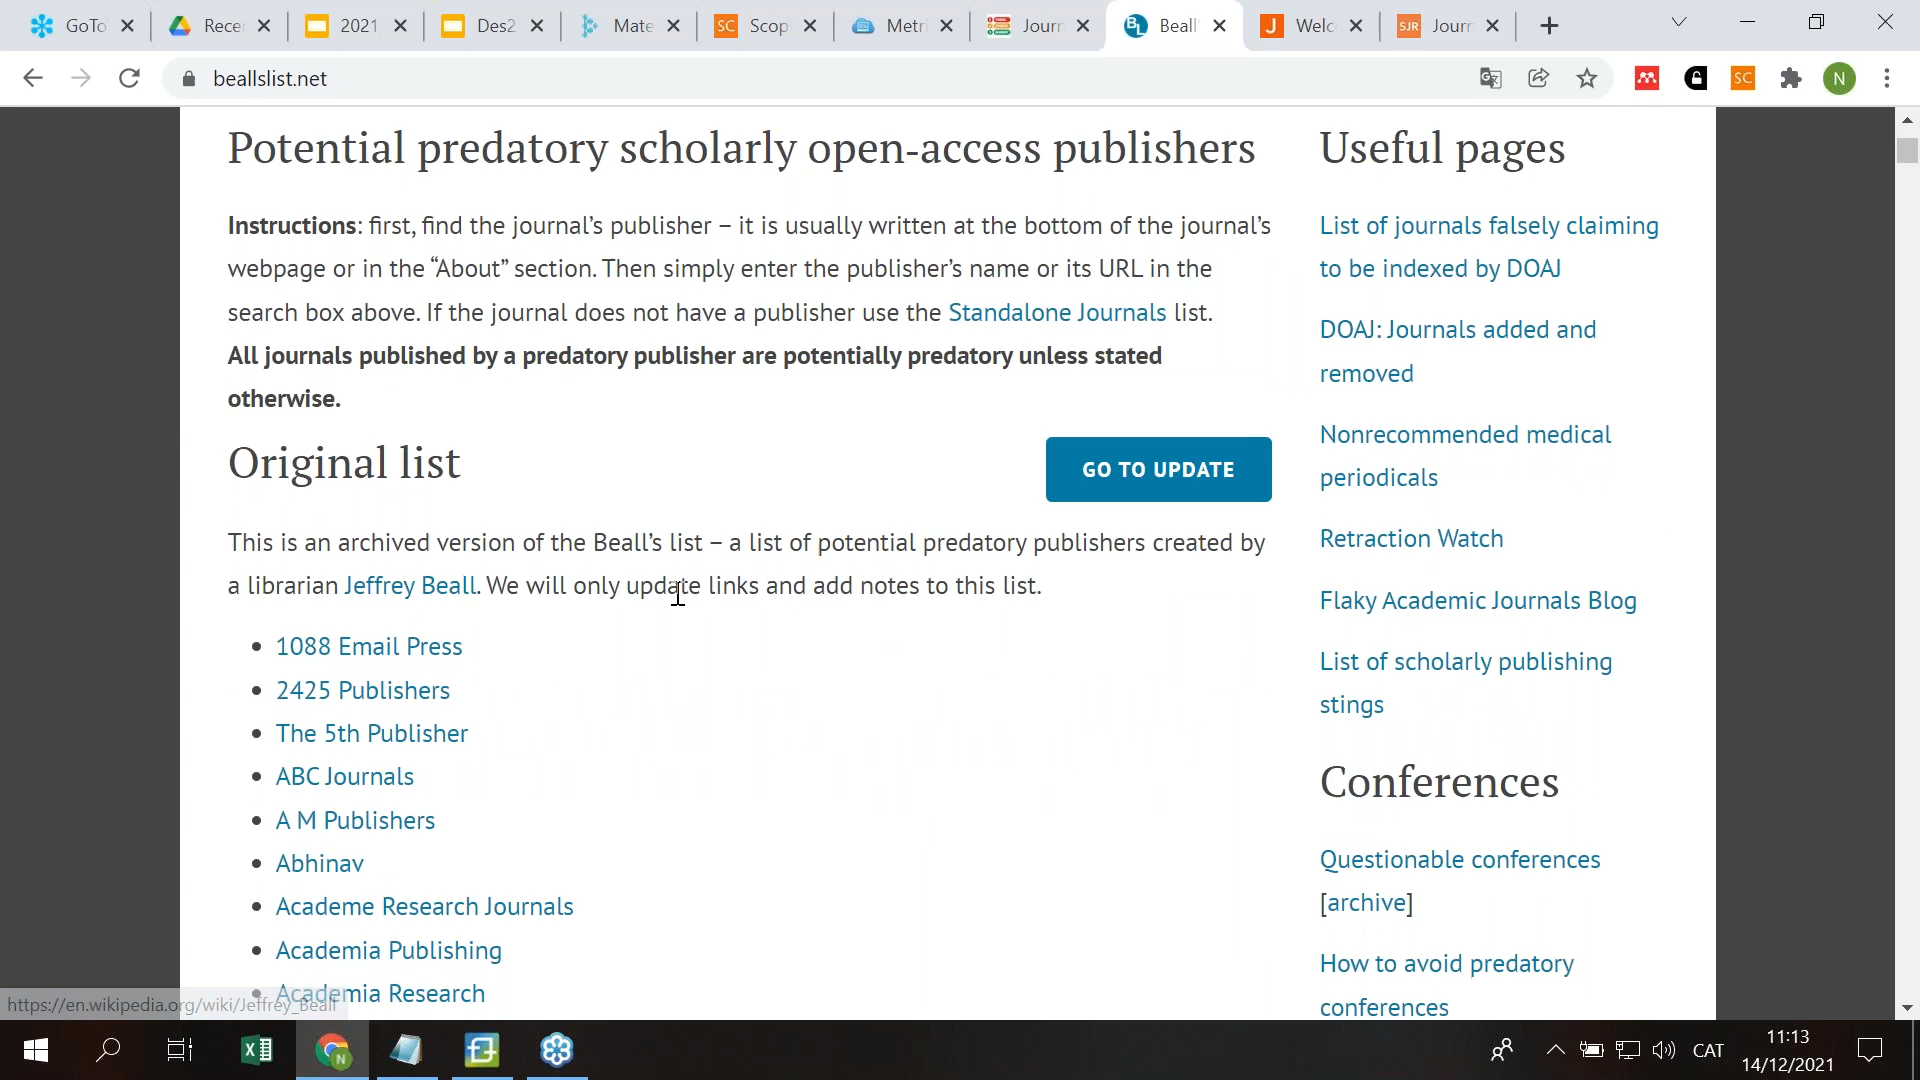 GoTo
Recer
2021
Des2
Mate
SC Scop
Metri
Journ
BL Beall
J Welc
SJR Journ
beallslist.net
SC
N
Potential predatory scholarly open-access publishers
Instructions: first, find the journal's publisher – it is usually written at the bottom of the journal's
webpage or in the “About” section. Then simply enter the publisher's name or its URL in the
search box above. If the journal does not have a publisher use the Standalone Journals list.
All journals published by a predatory publisher are potentially predatory unless stated
otherwise.
Original list
GO TO UPDATE
This is an archived version of the Beall's list – a list of potential predatory publishers created by
a librarian Jeffrey Beall. We will only update links and add notes to this list.
1088 Email Press
2425 Publishers
The 5th Publisher
ABC Journals
A M Publishers
Abhinav
Academe Research Journals
Academia Publishing
Academia Research
Useful pages
List of journals falsely claiming
to be indexed by DOAJ
DOAJ: Journals added and
removed
Nonrecommended medical
periodicals
Retraction Watch
Flaky Academic Journals Blog
List of scholarly publishing
stings
Conferences
Questionable conferences
[archive]
How to avoid predatory
conferences
https://en.wikipedia.org/wiki/Jeffrey_Beall
N
CAT
11:13
14/12/2021